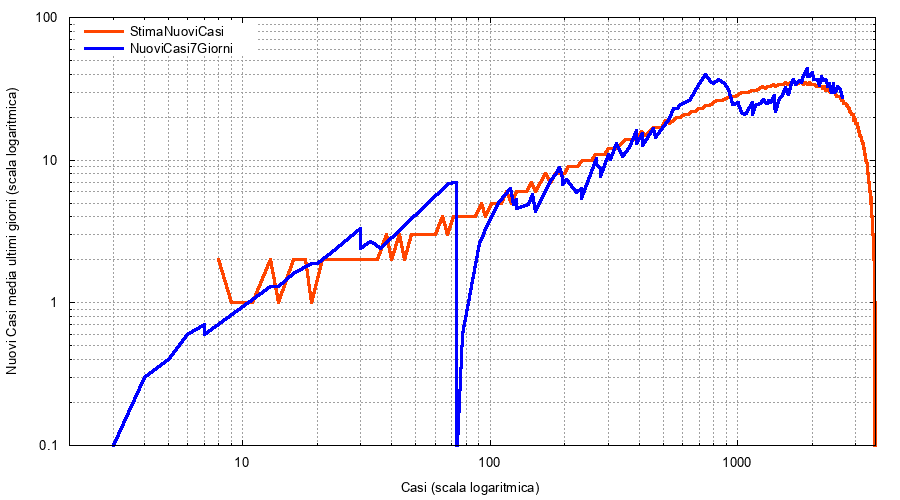 100
StimaNuoviCasi
NuoviCasi7Giorni
10
1
0.1
Nuovi Casi media ultimi giorni (scala logaritmica)
10
100
1000
Casi (scala logaritmica)